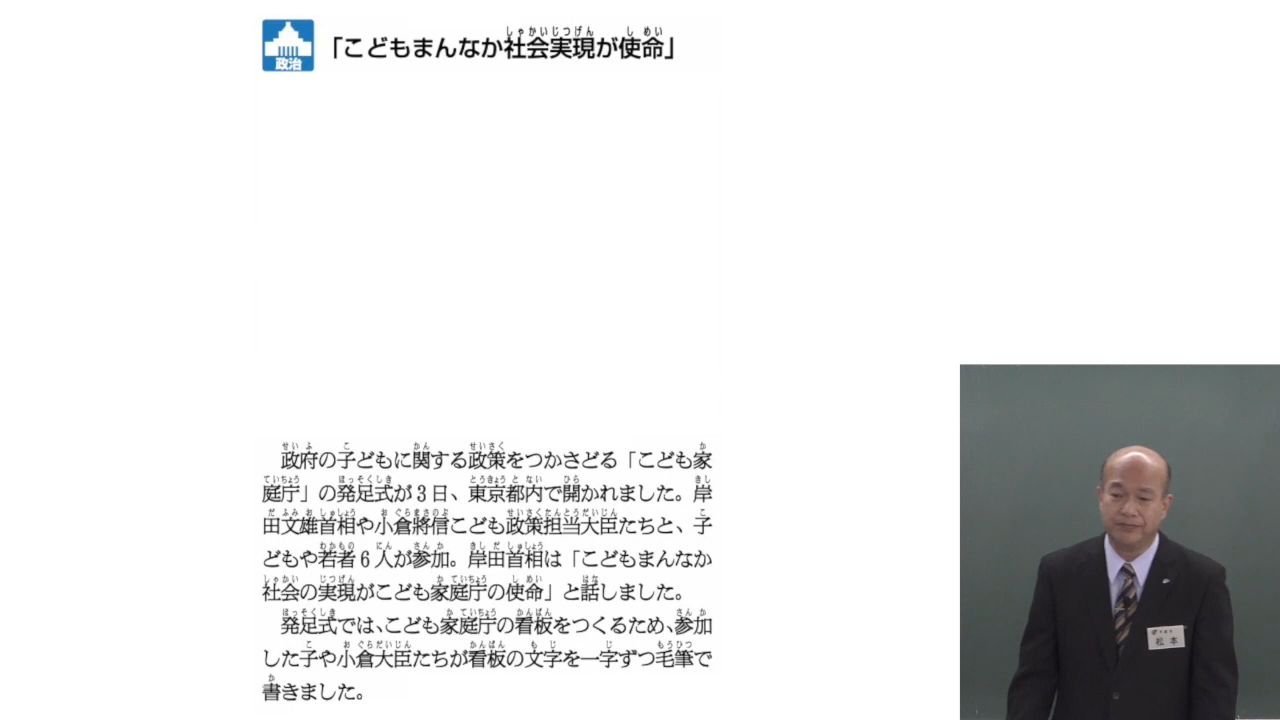 政治
「こどもまんなか社会実現が使命」
政府の子どもに関する政策をつかさどる「こども家
庭庁」の発足式が3日、東京都内で開かれました。岸
田文雄首相や小倉將信こども政策担当大臣たちと、子
どもや若者6人が参加。岸田首相は「こどもまんなか
社会の実現がこども家庭庁の使命」と話しました。
発足式では、こども家庭庁の看板をつくるため、参加
した子や小倉大臣たちが看板の文字を一字ずつ毛筆で
書きました。
松本